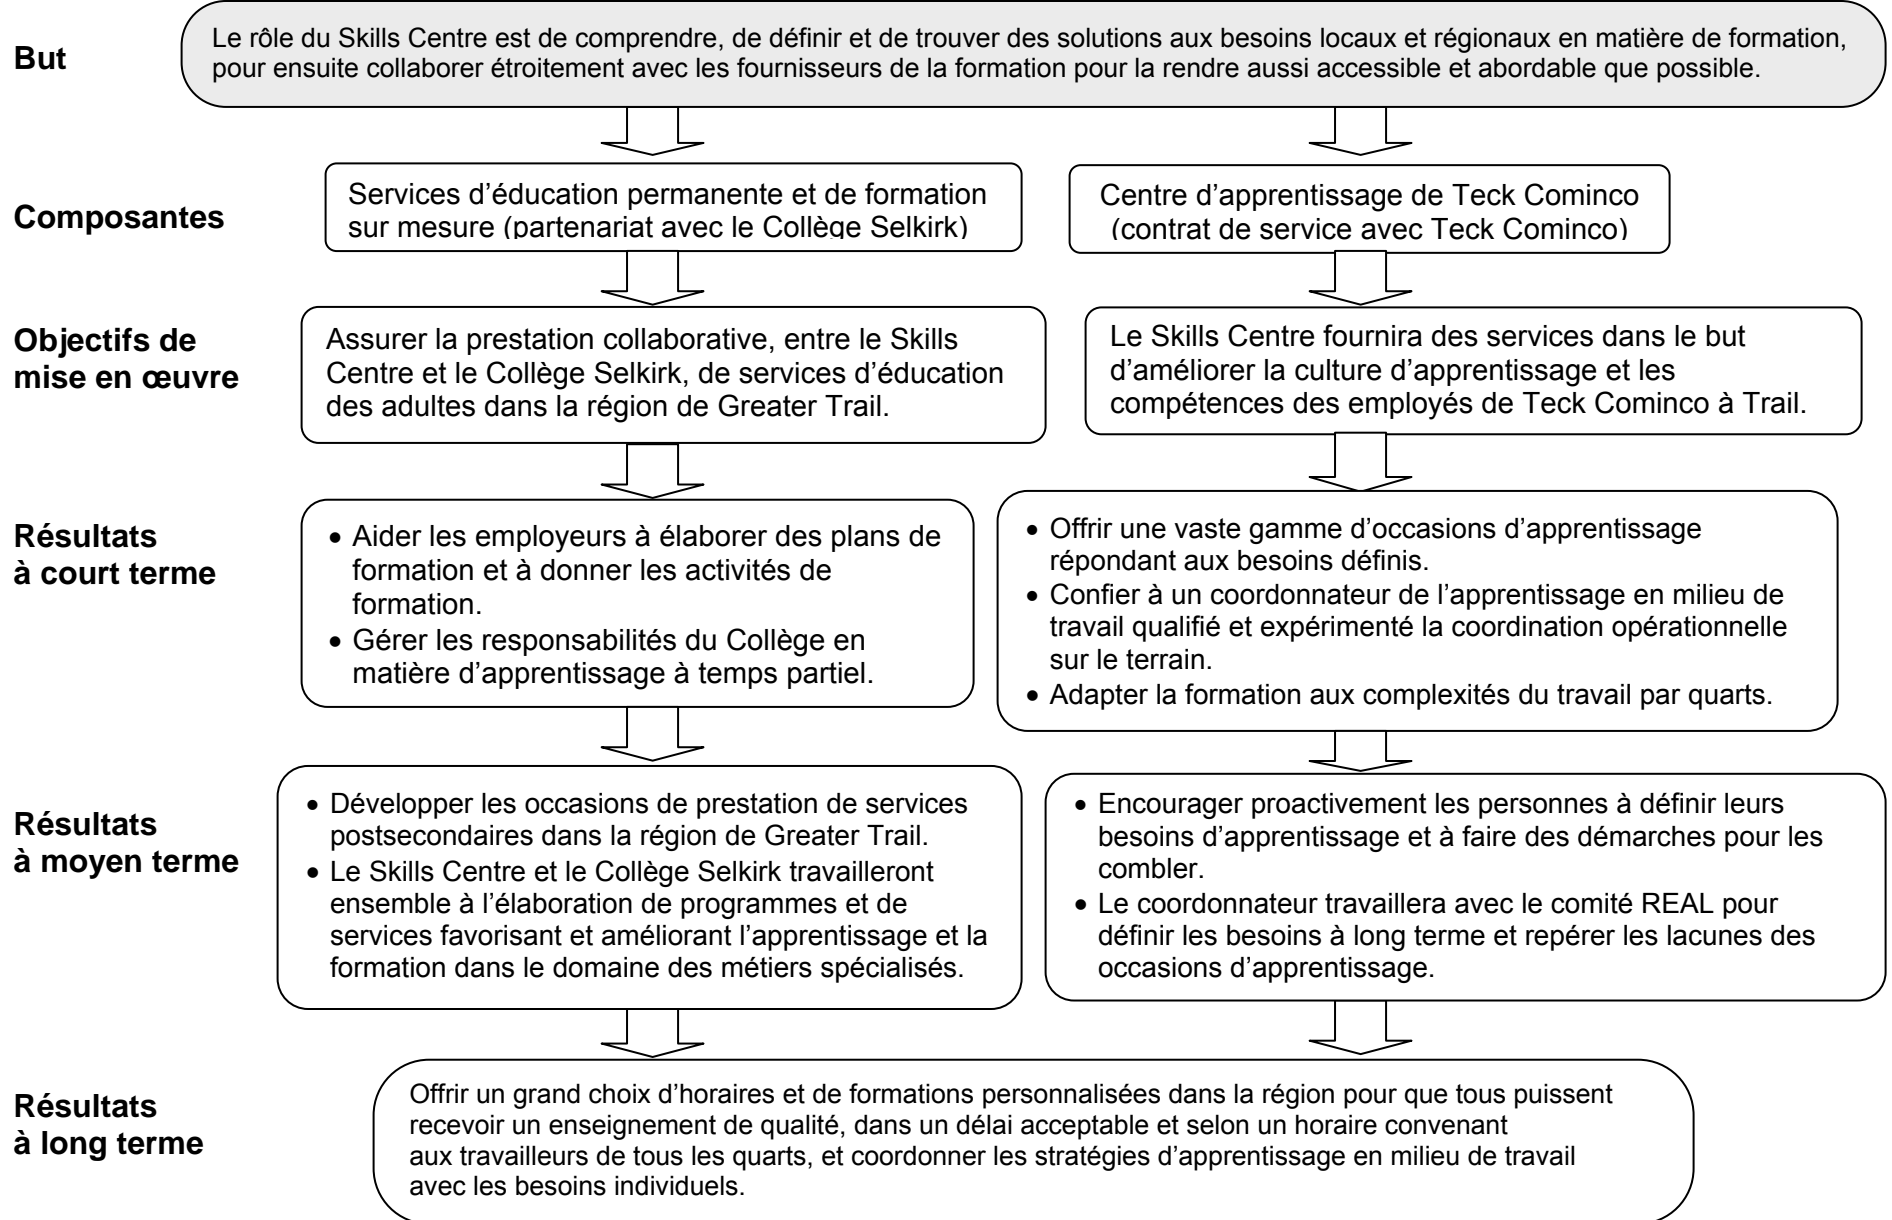 But
Le rôle du Skills Centre est de comprendre, de définir et de trouver des solutions aux besoins locaux et régionaux en matière de formation,
pour ensuite collaborer étroitement avec les fournisseurs de la formation pour la rendre aussi accessible et abordable que possible.
Composantes
Services d’éducation permanente et de formation
sur mesure (partenariat avec le Collège Selkirk)
Centre d’apprentissage de Teck Cominco
(contrat de service avec Teck Cominco)
Objectifs de
mise en œuvre
Assurer la prestation collaborative, entre le Skills
Centre et le Collège Selkirk, de services d’éducation
des adultes dans la région de Greater Trail.
Le Skills Centre fournira des services dans le but
d’améliorer la culture d’apprentissage et les
compétences des employés de Teck Cominco à Trail.
Résultats
à court terme
• Aider les employeurs à élaborer des plans de
formation et à donner les activités de
formation.
• Gérer les responsabilités du Collège en
matière d’apprentissage à temps partiel.
• Offrir une vaste gamme d’occasions d’apprentissage
répondant aux besoins définis.
• Confier à un coordonnateur de l’apprentissage en milieu de
travail qualifié et expérimenté la coordination opérationnelle
sur le terrain.
• Adapter la formation aux complexités du travail par quarts.
Résultats
à moyen terme
• Développer les occasions de prestation de services
postsecondaires dans la région de Greater Trail.
• Le Skills Centre et le Collège Selkirk travailleront
ensemble à l’élaboration de programmes et de
services favorisant et améliorant l’apprentissage et la
formation dans le domaine des métiers spécialisés.
• Encourager proactivement les personnes à définir leurs
besoins d’apprentissage et à faire des démarches pour les
combler.
• Le coordonnateur travaillera avec le comité REAL pour
définir les besoins à long terme et repérer les lacunes des
occasions d’apprentissage.
Résultats
à long terme
Offrir un grand choix d’horaires et de formations personnalisées dans la région pour que tous puissent
recevoir un enseignement de qualité, dans un délai acceptable et selon un horaire convenant
aux travailleurs de tous les quarts, et coordonner les stratégies d’apprentissage en milieu de travail
avec les besoins individuels.